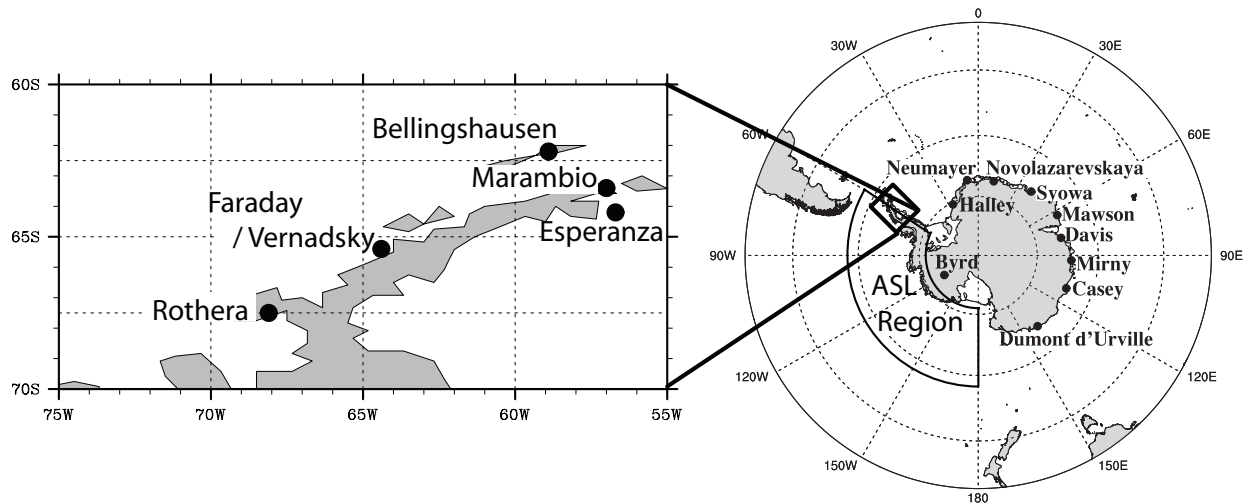 60S
65S
70S
75W
70W
65W
60W
55W
Bellingshausen
Marambio
Faraday
/ Vernadsky
Esperanza
Rothera
0
30W
30E
60W
60E
90W
90E
120W
120E
150W
150E
180
Neumayer
Novolazarevskaya
Halley
Syowa
Mawson
Davis
Byrd
Mirny
ASL
Region
Casey
Dumont d’Urville